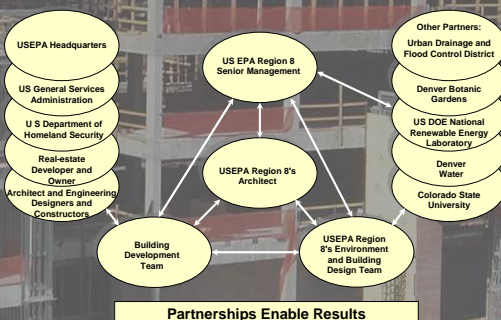 USEPA Headquarters
US General Services
Administration
U S Department of
Homeland Security
Real-estate
Developer and
Owner
Architect and Engineering
Designers and
Constructors
US EPA Region 8
Senior Management
USEPA Region 8's
Architect
Building
Development
Team
USEPA Region
8's Environment
and Building
Design Team
Other Partners:
Urban Drainage and
Flood Control District
Denver Botanic
Gardens
US DOE National
Renewable Energy
Laboratory
Denver
Water
Colorado State
University
Partnerships Enable Results